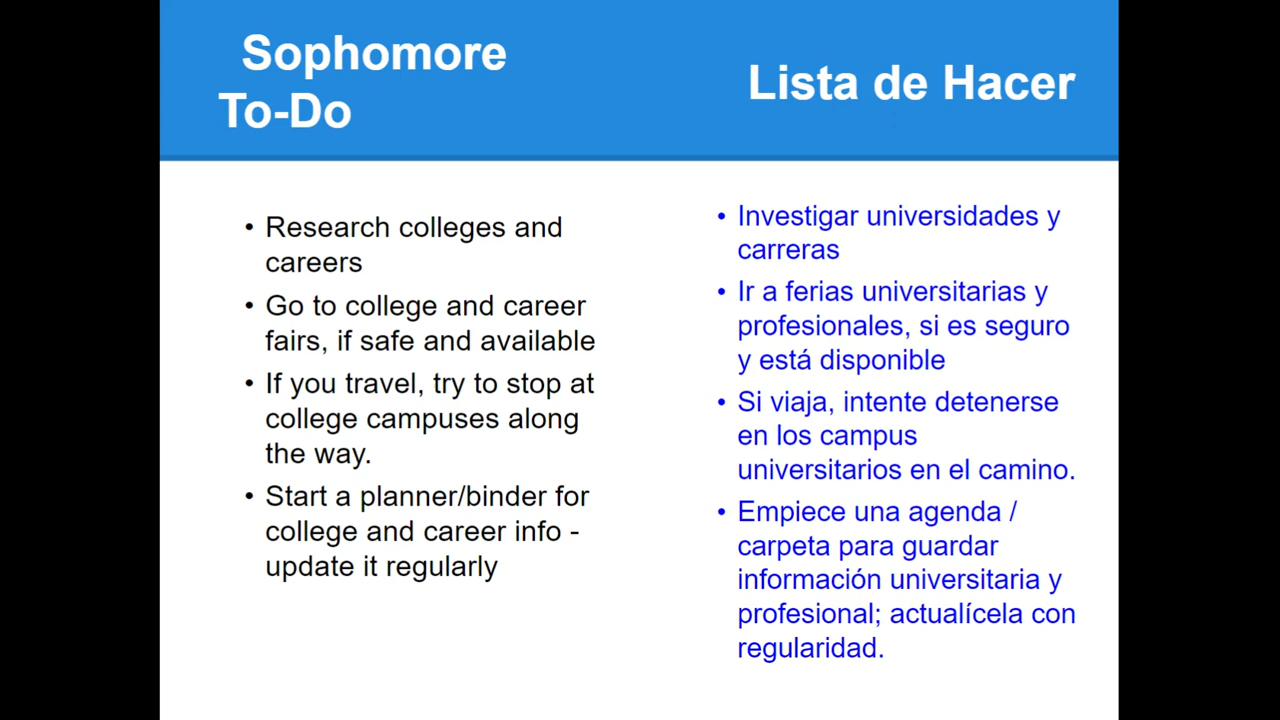 Sophomore
To-Do
Lista de Hacer
• Research colleges and
careers
• Go to college and career
fairs, if safe and available
• If you travel, try to stop at
college campuses along
the way.
• Start a planner/binder for
college and career info -
update it regularly
• Investigar universidades y
carreras
• Ir a ferias universitarias y
profesionales, si es seguro
y está disponible
• Si viaja, intente detenerse
en los campus
universitarios en el camino.
• Empiece una agenda /
carpeta para guardar
información universitaria y
profesional; actualícela con
regularidad.